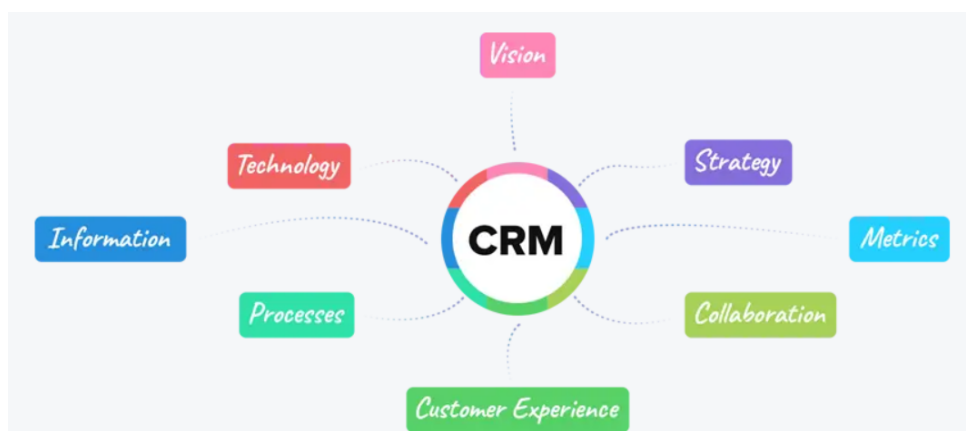 Vision
Technology
Strategy
Information
CRM
Metrics
Processes
Collaboration
Customer Experience